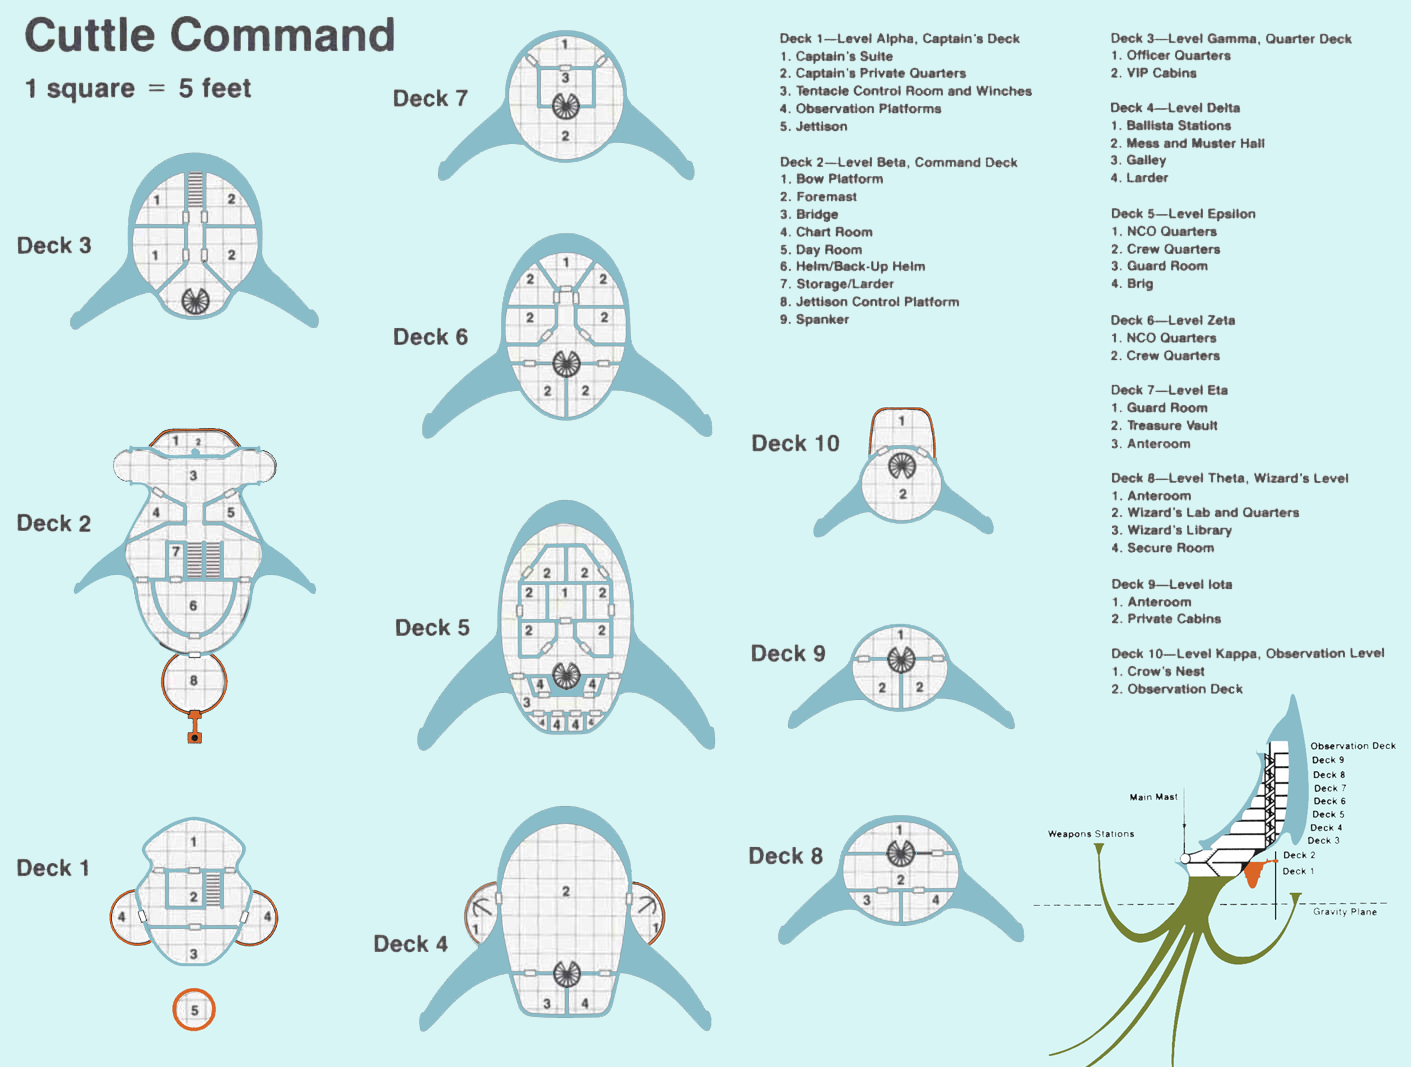 Cuttle Command
1 square = 5 feet
Deck 3
1
2
1
2
Deck 2
1
2
3
4
5
7
6
8
Deck 1
1
2
4
4
3
5
Deck 7
1
3
2
Deck 6
1
2
2
2
2
2
2
Deck 5
2
2
2
1
2
2
2
4
4
3
4
4
4
4
Deck 4
2
1
1
3
4
Deck 10
1
2
Deck 9
1
2
2
Deck 8
1
2
3
4
Deck 1—Level Alpha, Captain's Deck
1. Captain's Suite
2. Captain's Private Quarters
3. Tentacle Control Room and Winches
4. Observation Platforms
5. Jettison
Deck 2—Level Beta, Command Deck
1. Bow Platform
2. Foremast
3. Bridge
4. Chart Room
5. Day Room
6. Helm/Back-Up Helm
7. Storage/Larder
8. Jettison Control Platform
9. Spanker
Deck 3—Level Gamma, Quarter Deck
1. Officer Quarters
2. VIP Cabins
Deck 4—Level Delta
1. Ballista Stations
2. Mess and Muster Hall
3. Galley
4. Larder
Deck 5—Level Epsilon
1. NCO Quarters
2. Crew Quarters
3. Guard Room
4. Brig
Deck 6—Level Zeta
1. NCO Quarters
2. Crew Quarters
Deck 7—Level Eta
1. Guard Room
2. Treasure Vault
3. Anteroom
Deck 8—Level Theta, Wizard's Level
1. Anteroom
2. Wizard's Lab and Quarters
3. Wizard's Library
4. Secure Room
Deck 9—Level Iota
1. Anteroom
2. Private Cabins
Deck 10—Level Kappa, Observation Level
1. Crow's Nest
2. Observation Deck
Observation Deck
Deck 9
Deck 8
Deck 7
Deck 6
Deck 5
Deck 4
Deck 3
Deck 2
Deck 1
Main Mast
Weapons Stations
Gravity Plane